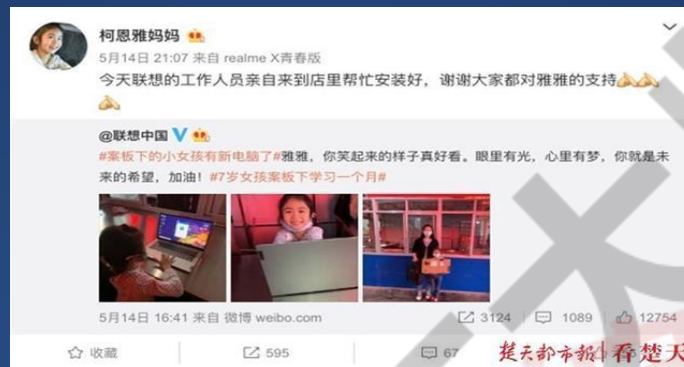 柯恩雅妈妈
5月14日 21:07 来自 realme X青春版
今天联想的工作人员亲自来到店里帮忙安装好，谢谢大家都对雅雅的支持🙏🙏
🙏
@联想中国
#案板下的小女孩有新电脑了#雅雅，你笑起来的样子真好看。眼里有光，心里有梦，你就是未
来的希望，加油！#7岁女孩案板下学习一个月#
5月14日 16:41 来自 微博 weibo.com
3124 1089 12754
收藏 595 67
楚天都市报 看楚天